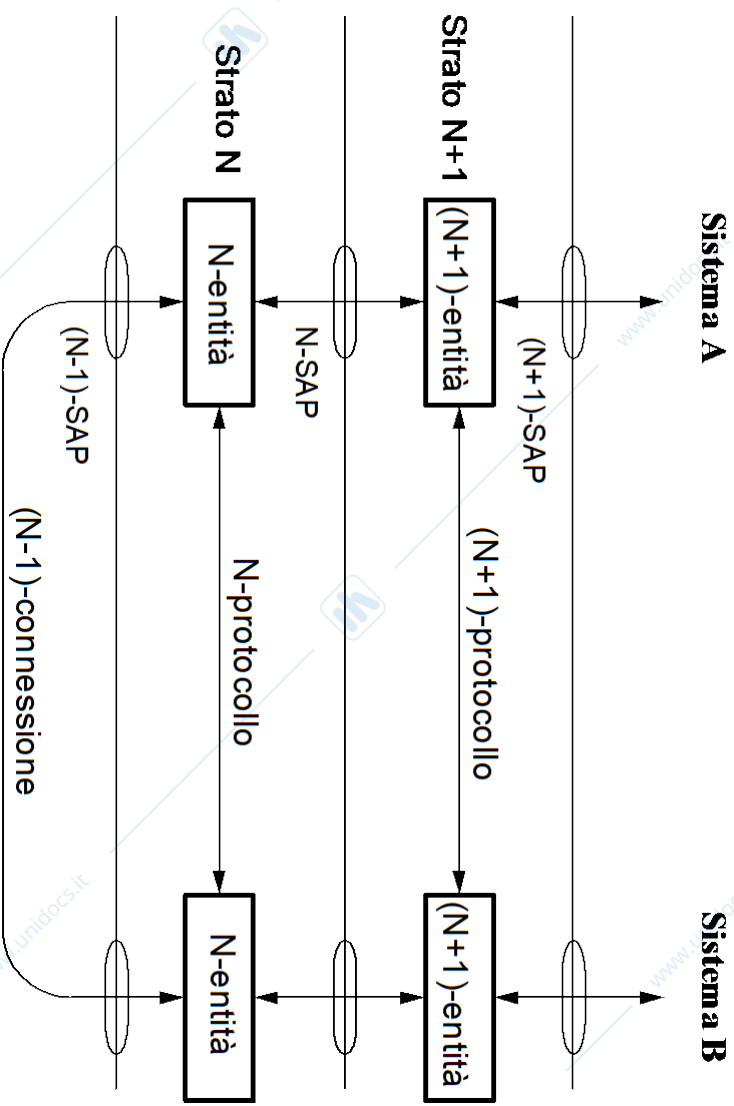 Sistema A
Sistema B
(N+1)-SAP
Strato N+1
(N+1)-entità
(N+1)-protocollo
(N+1)-entità
N-SAP
Strato N
N-entità
N-protocollo
N-entità
(N-1)-SAP
(N-1)-connessione
www.unidocs.it